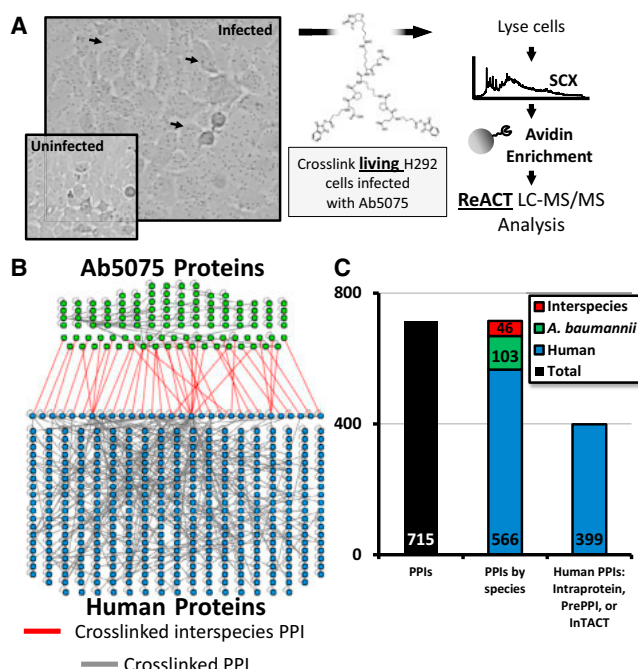 A
Infected
Uninfected
Crosslink living H292
cells infected
with Ab5075
Lyse cells
SCX
Avidin
Enrichment
ReACT LC-MS/MS
Analysis
B
Ab5075 Proteins
Human Proteins
Crosslinked interspecies PPI
Crosslinked PPI
C
800
400
0
Interspecies
A. baumannii
Human
Total
46
103
715
566
399
PPIs
PPIs by
species
Human PPIs:
Intraprotein,
PrePPI, or
InTACT